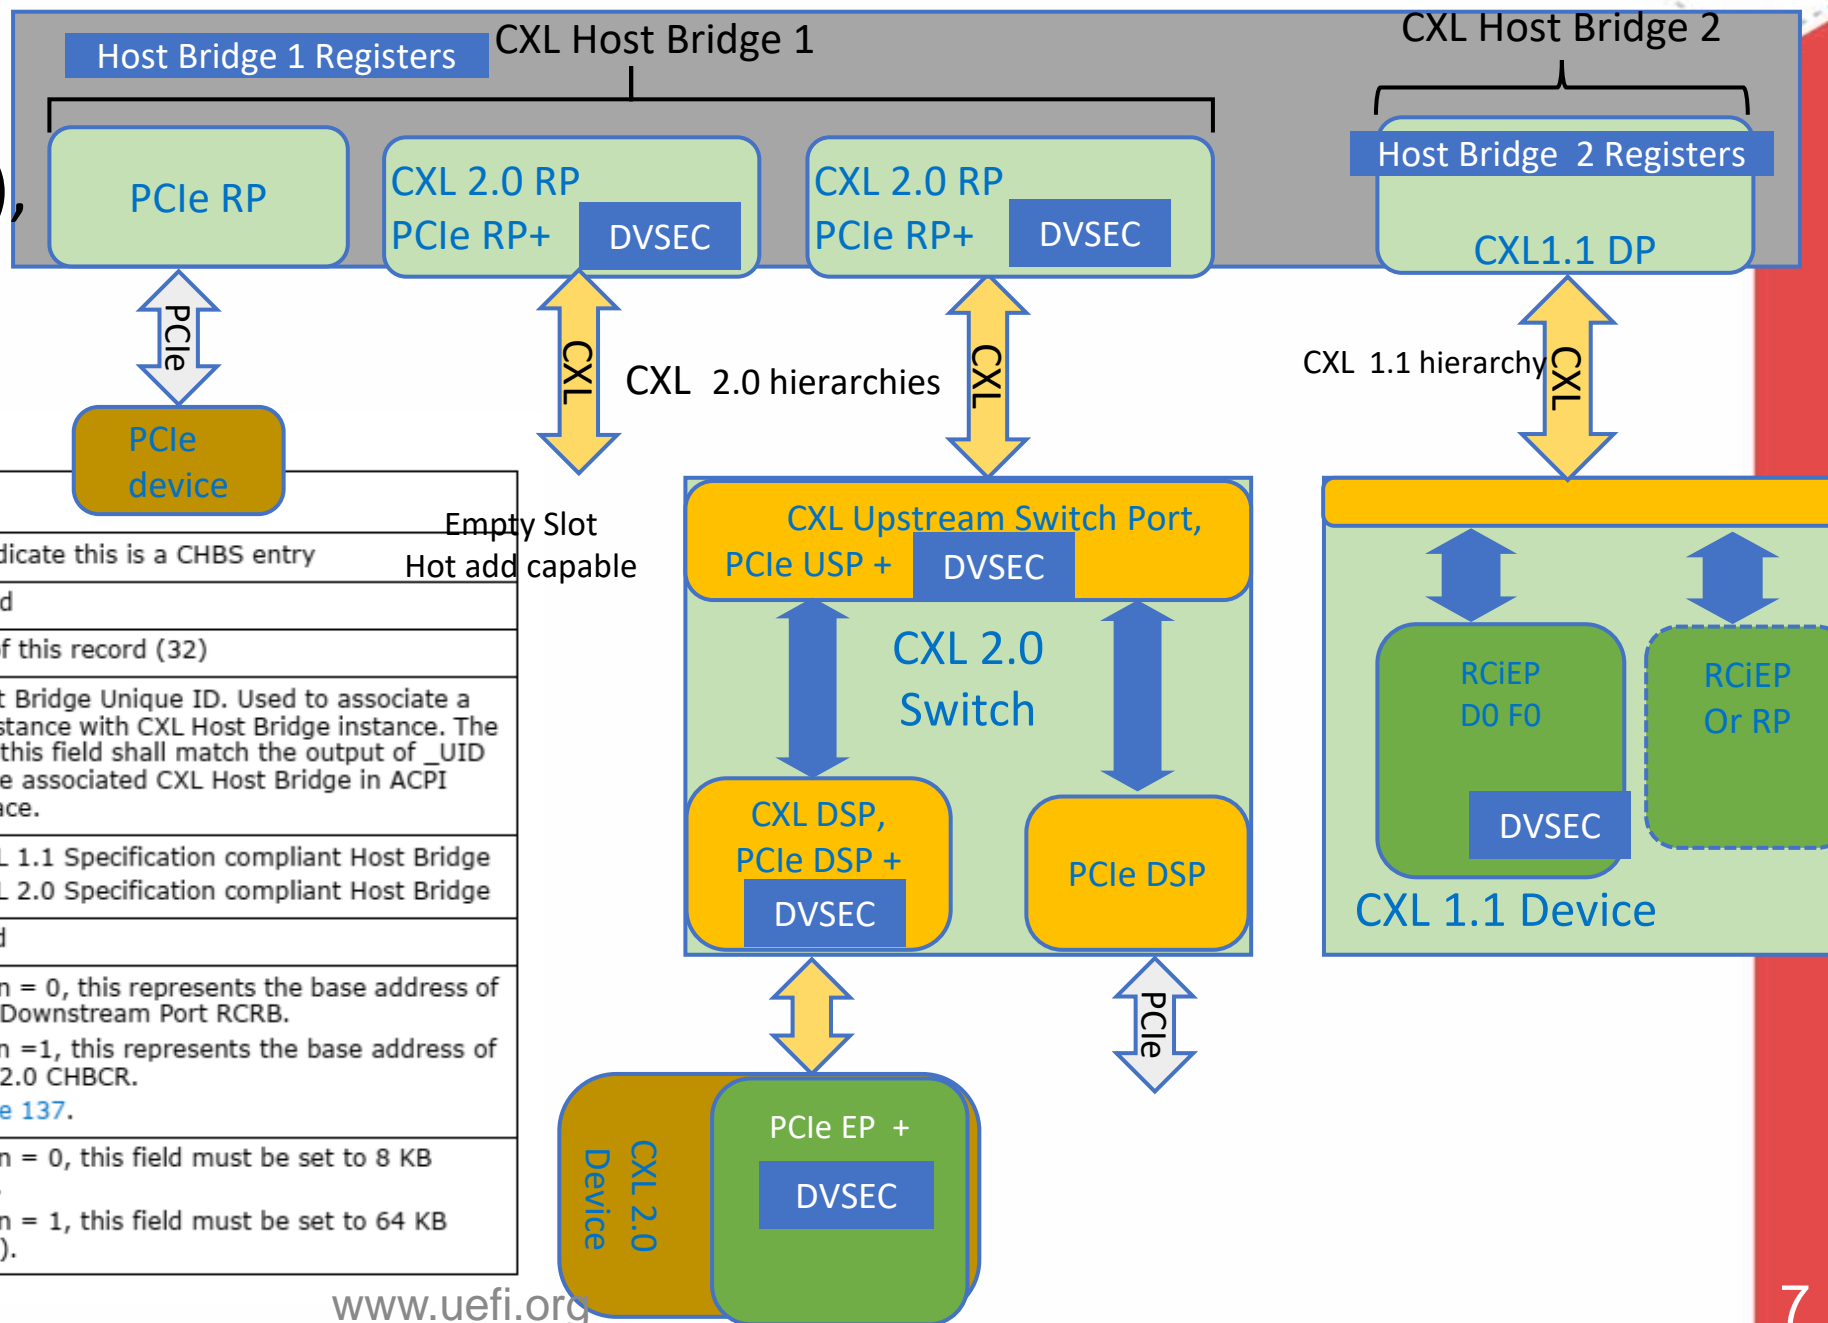 CXL Host Bridge 1
CXL Host Bridge 2
Host Bridge 1 Registers
),
PCIe RP
CXL 2.0 RP
PCIe RP+
DVSEC
CXL 2.0 RP
PCIe RP+
DVSEC
Host Bridge 2 Registers
CXL1.1 DP
PCIe
CXL
CXL 2.0 hierarchies
CXL
CXL 1.1 hierarchy
CXL
PCIe
device
Empty Slot
Hot add capable
dicate this is a CHBS entry
d
f this record (32)
t Bridge Unique ID. Used to associate a
stance with CXL Host Bridge instance. The
this field shall match the output of _UID
e associated CXL Host Bridge in ACPI
ace.
L 1.1 Specification compliant Host Bridge
L 2.0 Specification compliant Host Bridge
d
n = 0, this represents the base address of
Downstream Port RCRB.
n =1, this represents the base address of
2.0 CHBCR.
e 137.
n = 0, this field must be set to 8 KB
n = 1, this field must be set to 64 KB
).
CXL Upstream Switch Port,
PCIe USP +
DVSEC
CXL 2.0
Switch
CXL DSP,
PCIe DSP +
DVSEC
PCIe DSP
PCIe
CXL 2.0
Device
PCIe EP +
DVSEC
RCiEP
D0 F0
DVSEC
RCiEP
Or RP
CXL 1.1 Device
www.uefi.org
7